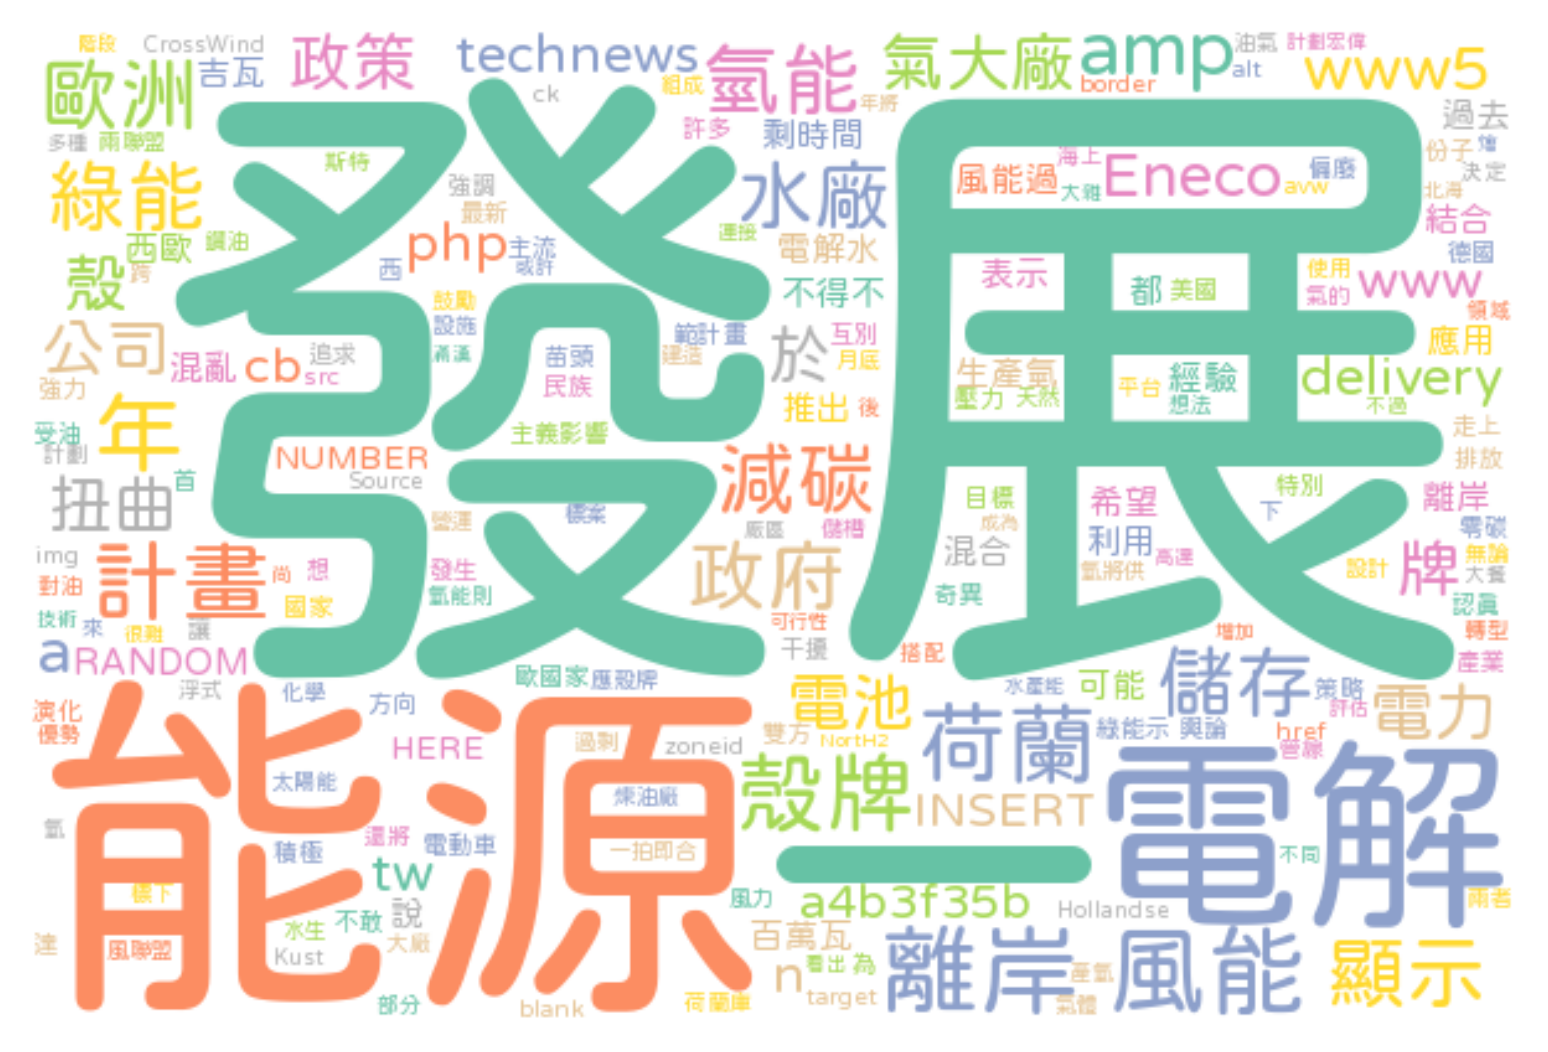 階段 CrossWind 政策 technews 氫能 氣大廠 amp 油氣 計劃宏偉
歐洲 吉瓦 ck 組成 年將 border alt www5
多種 兩聯盟 斯特 許多 剩時間 過去
綠能 強調 最新 水廠 風能過 海上 大雅 Eneco avw 份子 決定 北海
西歐 鑽油 php 主流 或許 連接 電解水 結合 德國
殼 跨 西 發展 不得不 表示 都 美國 使用 氣的 www 領域
公司 混亂 cb 追求 src 鼓勵 設施 苗頭 民族 範計畫 建造 於 互別 月底 生產氫 壓力 天然 平台 經驗 想法 應用 delivery 不過
強力 年 主義影響 推出 後 走上 排放
受油 計劃 扭曲 首 NUMBER Source 減碳 目標 成為 希望 特別 下 離岸 零碳
img 對油 計畫 尚 想 國家 營運 標案 廠區 儲槽 混合 利用 高達 氫將供 設計 牌 無論 大餐
技術 來 很難 讓 發生 氫能則 政府 可行性 干擾 奇異 認真 轉型
a RANDOM 浮式 化學 歐國家 應殼牌 搭配 增加 產業
演化 優勢 方向 電池 水產能 可能 儲存 策略 評估 電力
HERE 過剩 zoneid 雙方 NortH2 荷蘭 綠能示 輿論 href 管線
能源 太陽能 煉油廠 殼牌 INSERT 電解
氫 積極 還將 電動車 一拍即合 一 不同
標下 tw 風力 a4b3f35b Hollandse 兩者
達 風聯盟 水生 不敢 說 大廠 Kust 百萬瓦 看出 為 離岸 風能 顯示
部分 blank 荷蘭庫 n target 產氫 氣體